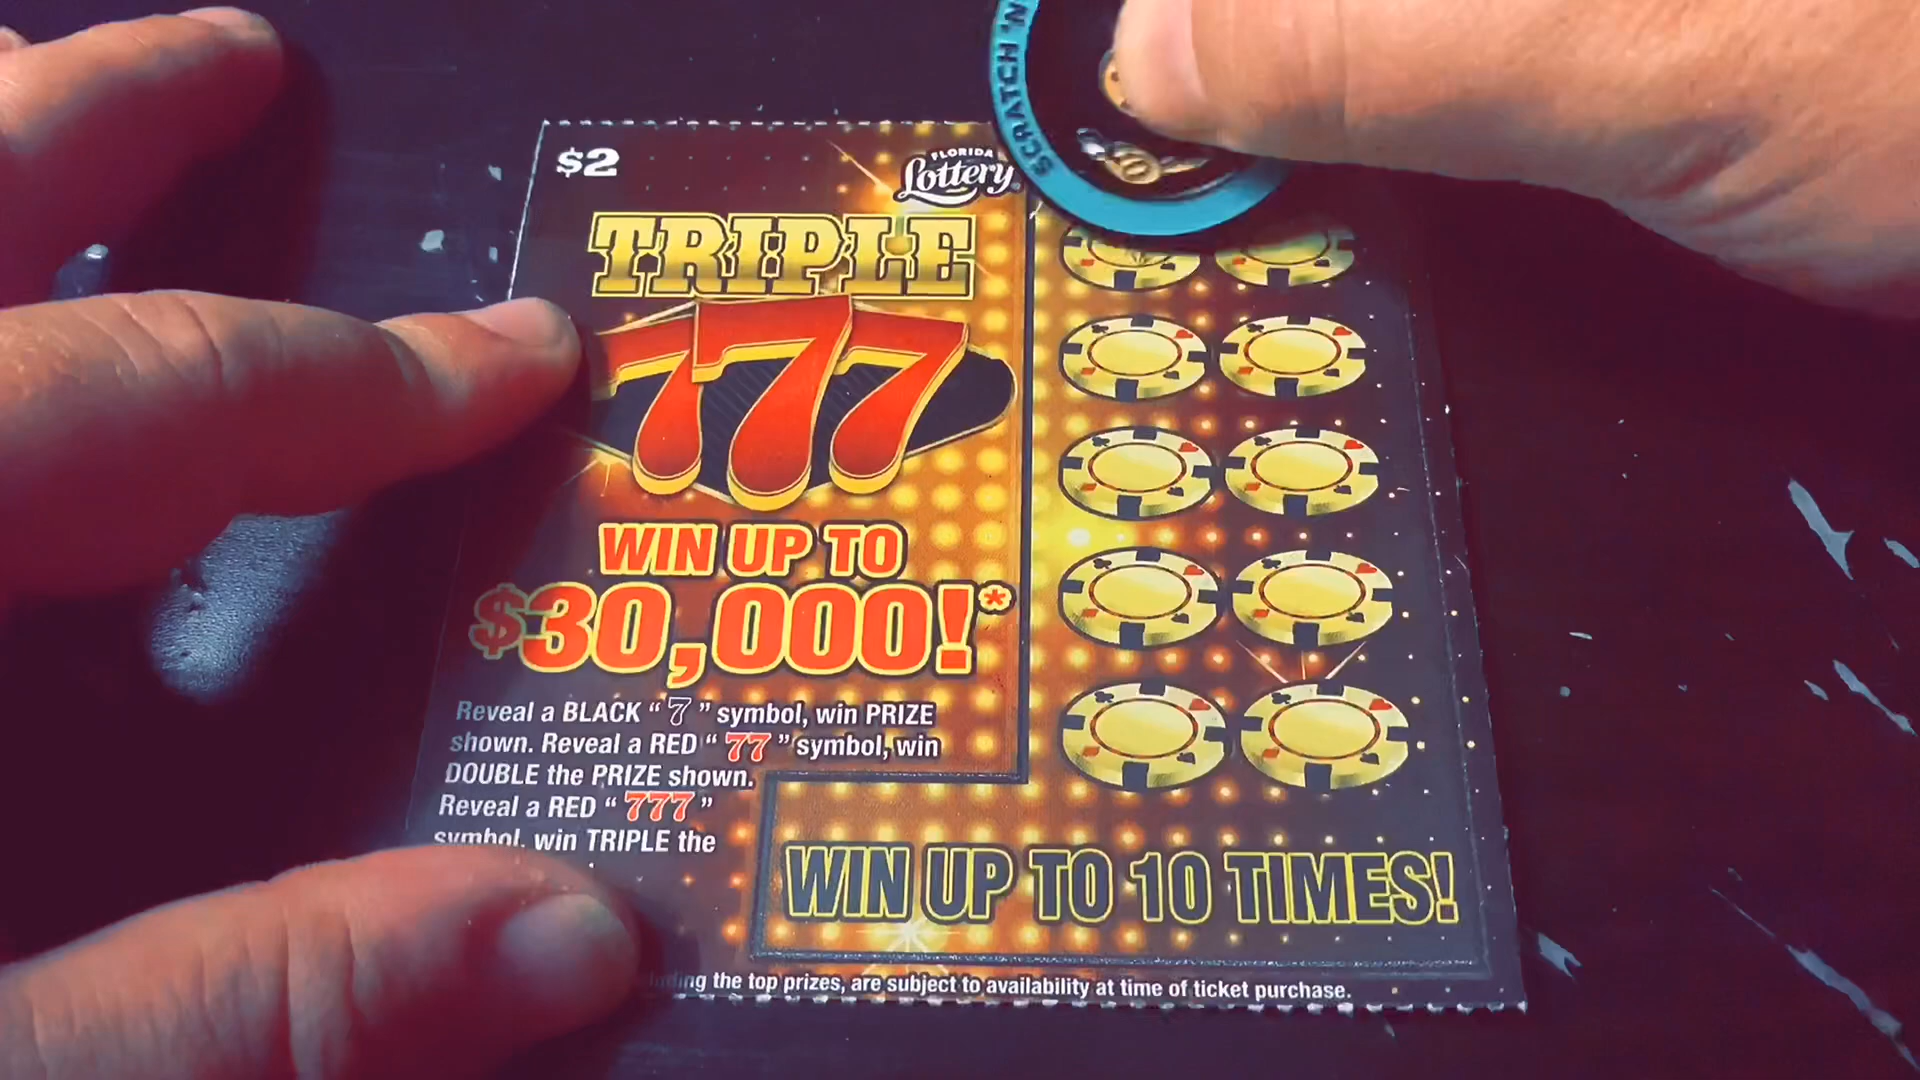 SCRATCH 'N
$2
FLORIDA
Lottery
TRIPLE
777
WIN UP TO
$30,000!*
Reveal a BLACK “7” symbol, win PRIZE
shown. Reveal a RED “77” symbol, win
DOUBLE the PRIZE shown.
Reveal a RED “777”
symbol, win TRIPLE the
WIN UP TO 10 TIMES!
the top prizes, are subject to availability at time of ticket purchase.